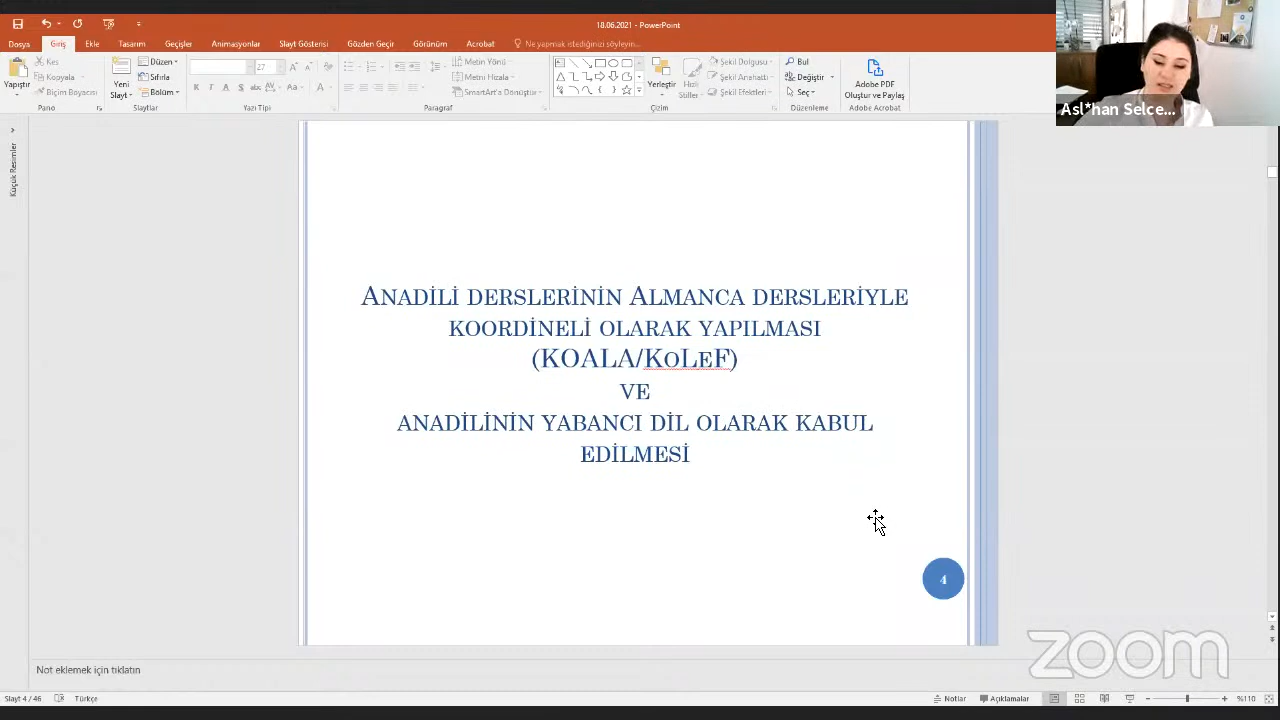 18.06.2021 - PowerPoint
Dosya Giriş Ekle Tasarım Geçişler Animasyonlar Slayt Gösterisi Gözden Geçir Görünüm Acrobat Ne yapmak istediğinizi söyleyin...
Yapıştır
Kes
Kopyala
Biçim Boyacısı
Pano
Yeni Slayt
Düzen
Sıfırla
Bölüm
Slaytlar
27
Yazı Tipi
Metin Yönü
Metni Hizala
SmartArt'a Dönüştür
Paragraf
Yerleştir
Hızlı Stiller
Şekil Dolgusu
Şekil Anahattı
Şekil Efektleri
Çizim
Bul
Değiştir
Seç
Düzenleme
Adobe PDF
Oluştur ve Paylaş
Adobe Acrobat
Asl*han Selce...
Küçük Resimler
ANADİLİ DERSLERİNİN ALMANCA DERSLERİYLE
KOORDİNELİ OLARAK YAPILMASI
(KOALA/KOLEF)
VE
ANADİLİNİN YABANCI DİL OLARAK KABUL
EDİLMESİ
4
zoom
Not eklemek için tıklatın
Slayt 4 / 46 Türkçe Notlar Açıklamalar %110